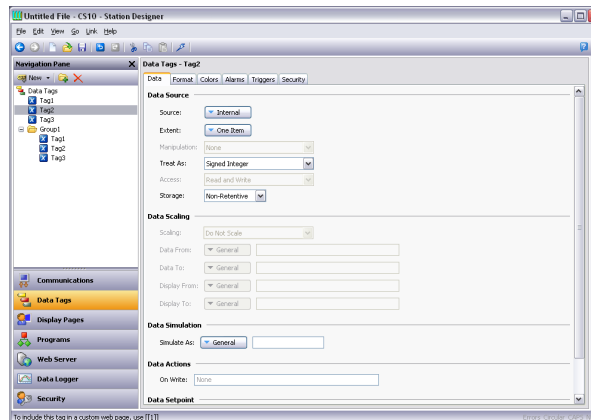 Untitled File - CS10 - Station Designer
File Edit View Go Link Help
Navigation Pane X
New
Data Tags
Tag1
Tag2
Tag3
Group1
Tag1
Tag2
Tag3
Communications
Data Tags
Display Pages
Programs
Web Server
Data Logger
Security
Data Tags - Tag2
Data Format Colors Alarms Triggers Security
Data Source
Source: Internal
Extent: One Item
Manipulation: None
Treat As: Signed Integer
Access: Read and Write
Storage: Non-Retentive
Data Scaling
Scaling: Do Not Scale
Data From: General
Data To: General
Display From: General
Display To: General
Data Simulation
Simulate As: General
Data Actions
On Write: None
Data Setpoint
To include this tag in a custom web page, use [[1]]
Errors Circular CAPS